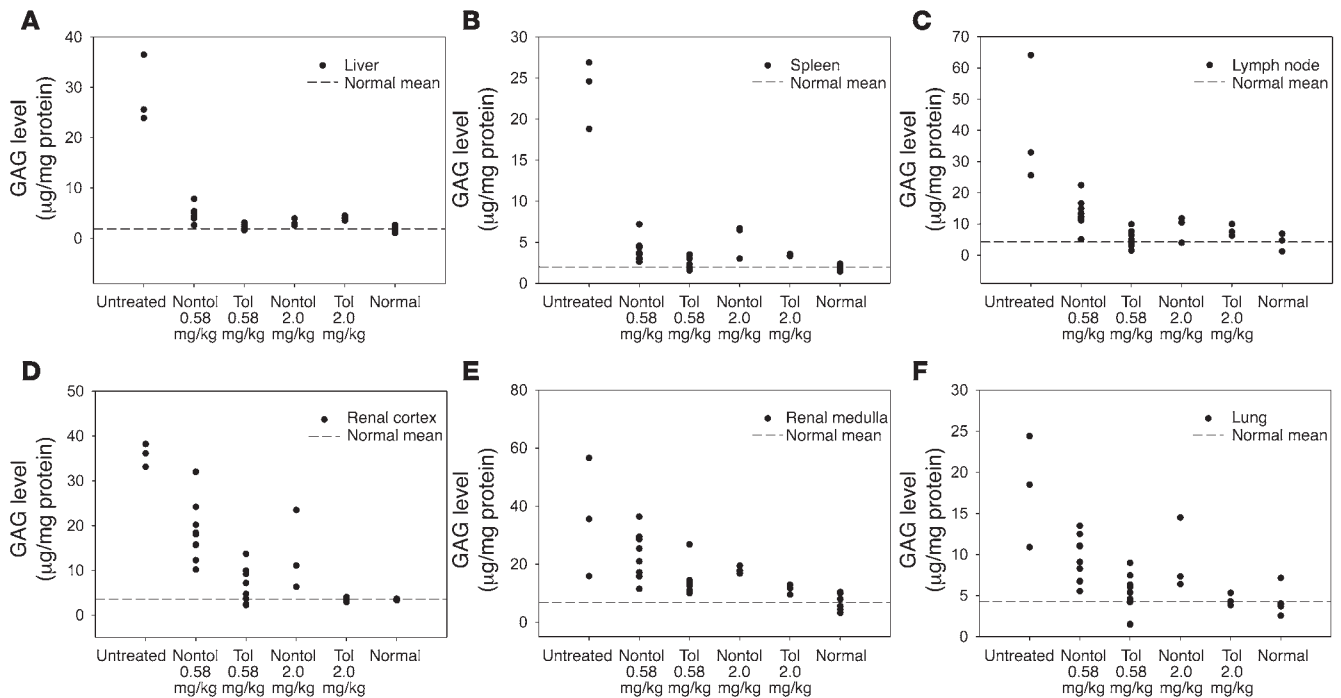 A
GAG level
(µg/mg protein)
40
30
20
10
0
Liver
Normal mean
Untreated Nontol Tol Nontol Tol Normal
0.58 0.58 2.0 2.0
mg/kg mg/kg mg/kg mg/kg
B
GAG level
(µg/mg protein)
30
25
20
15
10
5
0
Spleen
Normal mean
Untreated Nontol Tol Nontol Tol Normal
0.58 0.58 2.0 2.0
mg/kg mg/kg mg/kg mg/kg
C
GAG level
(µg/mg protein)
70
60
50
40
30
20
10
0
Lymph node
Normal mean
Untreated Nontol Tol Nontol Tol Normal
0.58 0.58 2.0 2.0
mg/kg mg/kg mg/kg mg/kg
D
GAG level
(µg/mg protein)
50
40
30
20
10
0
Renal cortex
Normal mean
Untreated Nontol Tol Nontol Tol Normal
0.58 0.58 2.0 2.0
mg/kg mg/kg mg/kg mg/kg
E
GAG level
(µg/mg protein)
80
60
40
20
0
Renal medulla
Normal mean
Untreated Nontol Tol Nontol Tol Normal
0.58 0.58 2.0 2.0
mg/kg mg/kg mg/kg mg/kg
F
GAG level
(µg/mg protein)
30
25
20
15
10
5
0
Lung
Normal mean
Untreated Nontol Tol Nontol Tol Normal
0.58 0.58 2.0 2.0
mg/kg mg/kg mg/kg mg/kg